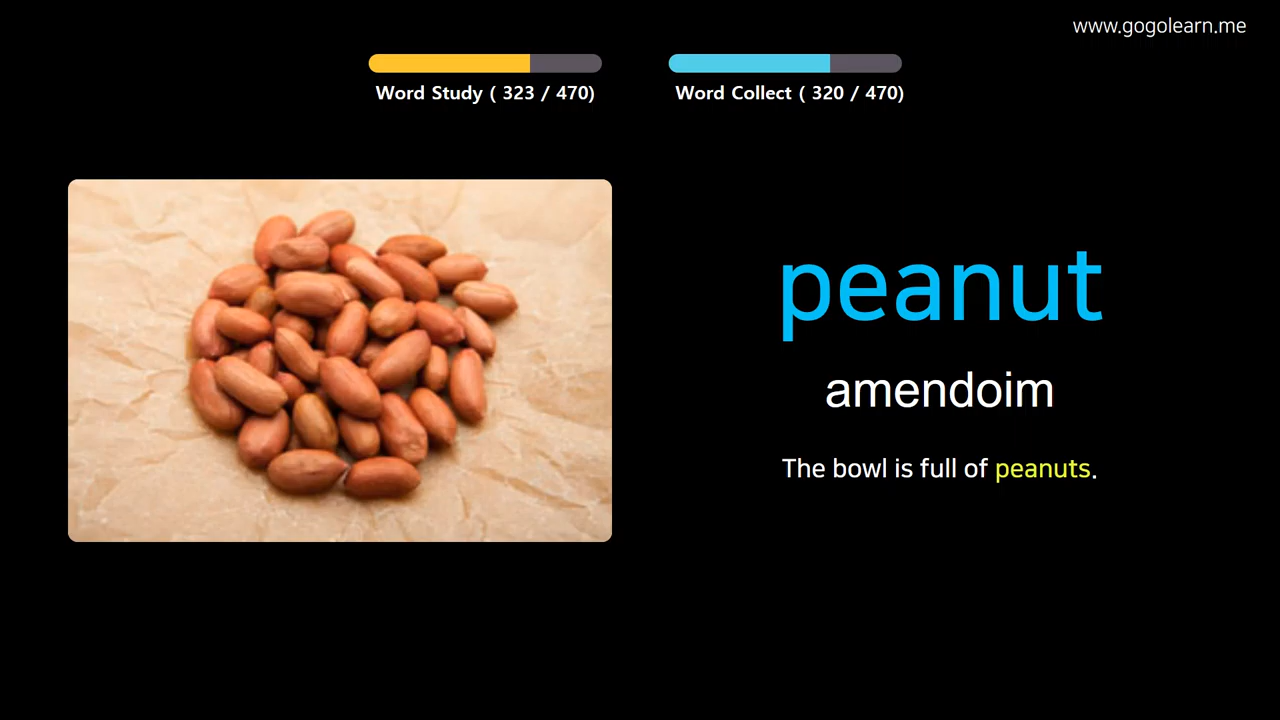 www.gogolearn.me
Word Study ( 323 / 470)
Word Collect ( 320 / 470)
peanut
amendoim
The bowl is full of peanuts.